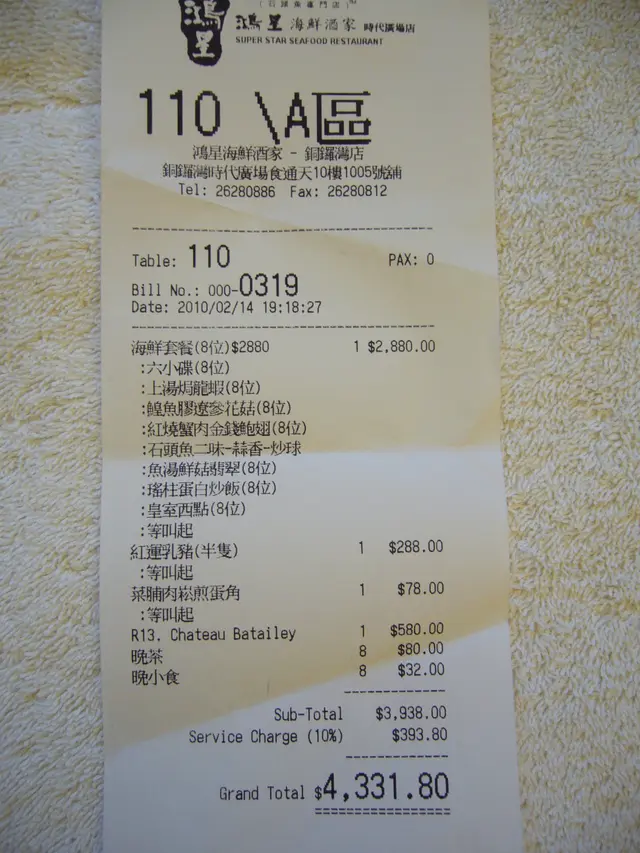 鴻星
(石頭魚專門店)
鴻星 海鮮酒家 時代廣場店
SUPER STAR SEAFOOD RESTAURANT
110 \A區
鴻星海鮮酒家 - 銅鑼灣店
銅鑼灣時代廣場食通天10樓1005號舖
Tel: 26280886 Fax: 26280812
Table: 110 PAX: 0
Bill No.: 000-0319
Date: 2010/02/14 19:18:27
海鮮套餐(8位)$2880 1 $2,880.00
:六小碟(8位)
:上湯焗龍蝦(8位)
:鰉魚膠遼參花菇(8位)
:紅燒蟹肉金錢鮑翅(8位)
:石頭魚二味-蒜香-炒球
:魚湯鮮菇翡翠(8位)
:瑤柱蛋白炒飯(8位)
:皇室西點(8位)
:等叫起
紅運乳豬(半隻) 1 $288.00
:等叫起
菜脯肉崧煎蛋角 1 $78.00
:等叫起
R13. Chateau Batailey 1 $580.00
晚茶 8 $80.00
晚小食 8 $32.00
Sub-Total $3,938.00
Service Charge (10%) $393.80
Grand Total $4,331.80